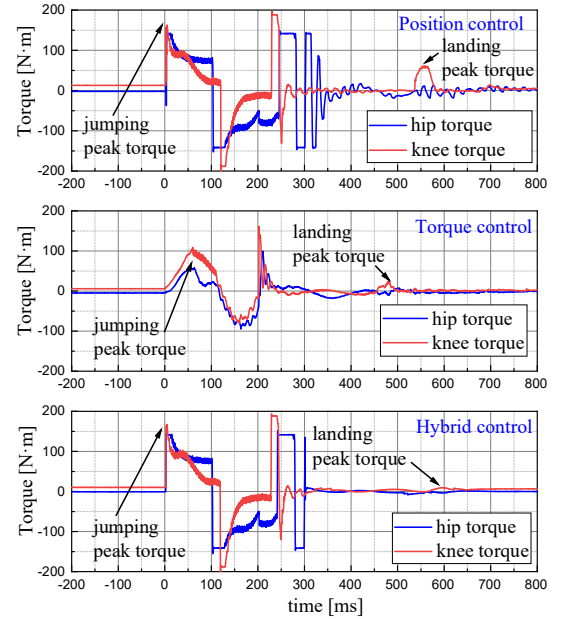 200
Position control
landing
peak torque
100
0
jumping
peak torque
-100
hip torque
knee torque
-200
Torque [N·m]
-200 -100 0 100 200 300 400 500 600 700 800
200
Torque control
landing
peak torque
100
0
jumping
peak torque
-100
hip torque
knee torque
-200
Torque [N·m]
-200 -100 0 100 200 300 400 500 600 700 800
200
Hybrid control
landing
peak torque
100
0
jumping
peak torque
-100
hip torque
knee torque
-200
Torque [N·m]
-200 -100 0 100 200 300 400 500 600 700 800
time [ms]